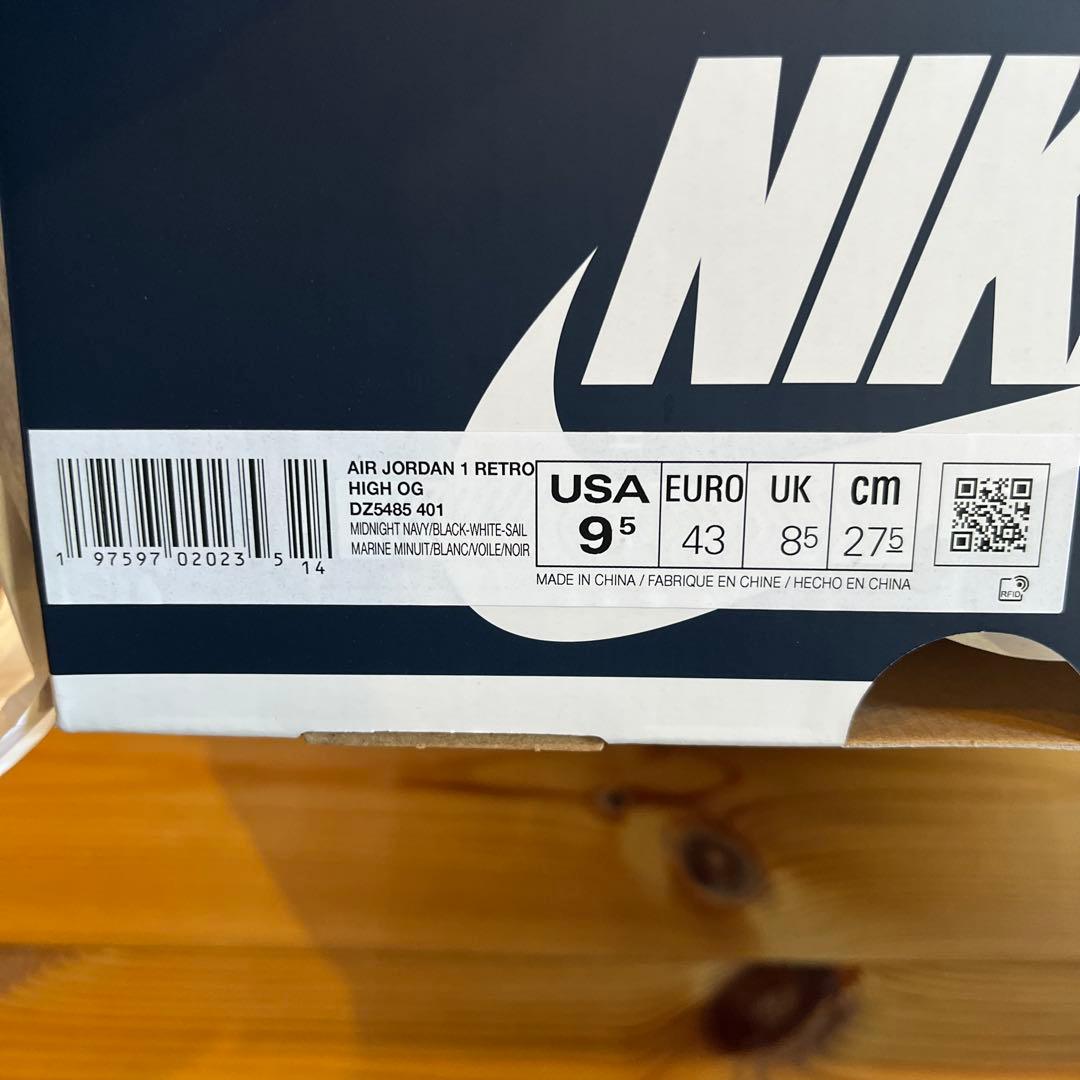 NIK
AIR JORDAN 1 RETRO
HIGH OG
DZ5485 401
MIDNIGHT NAVY/BLACK-WHITE-SAIL
MARINE MINUIT/BLANC/VOILE/NOIR
1 97597 02023 5 14
USA EURO UK cm
9 5 43 8 5 27 5
MADE IN CHINA / FABRIQUE EN CHINE / HECHO EN CHINA
RFID